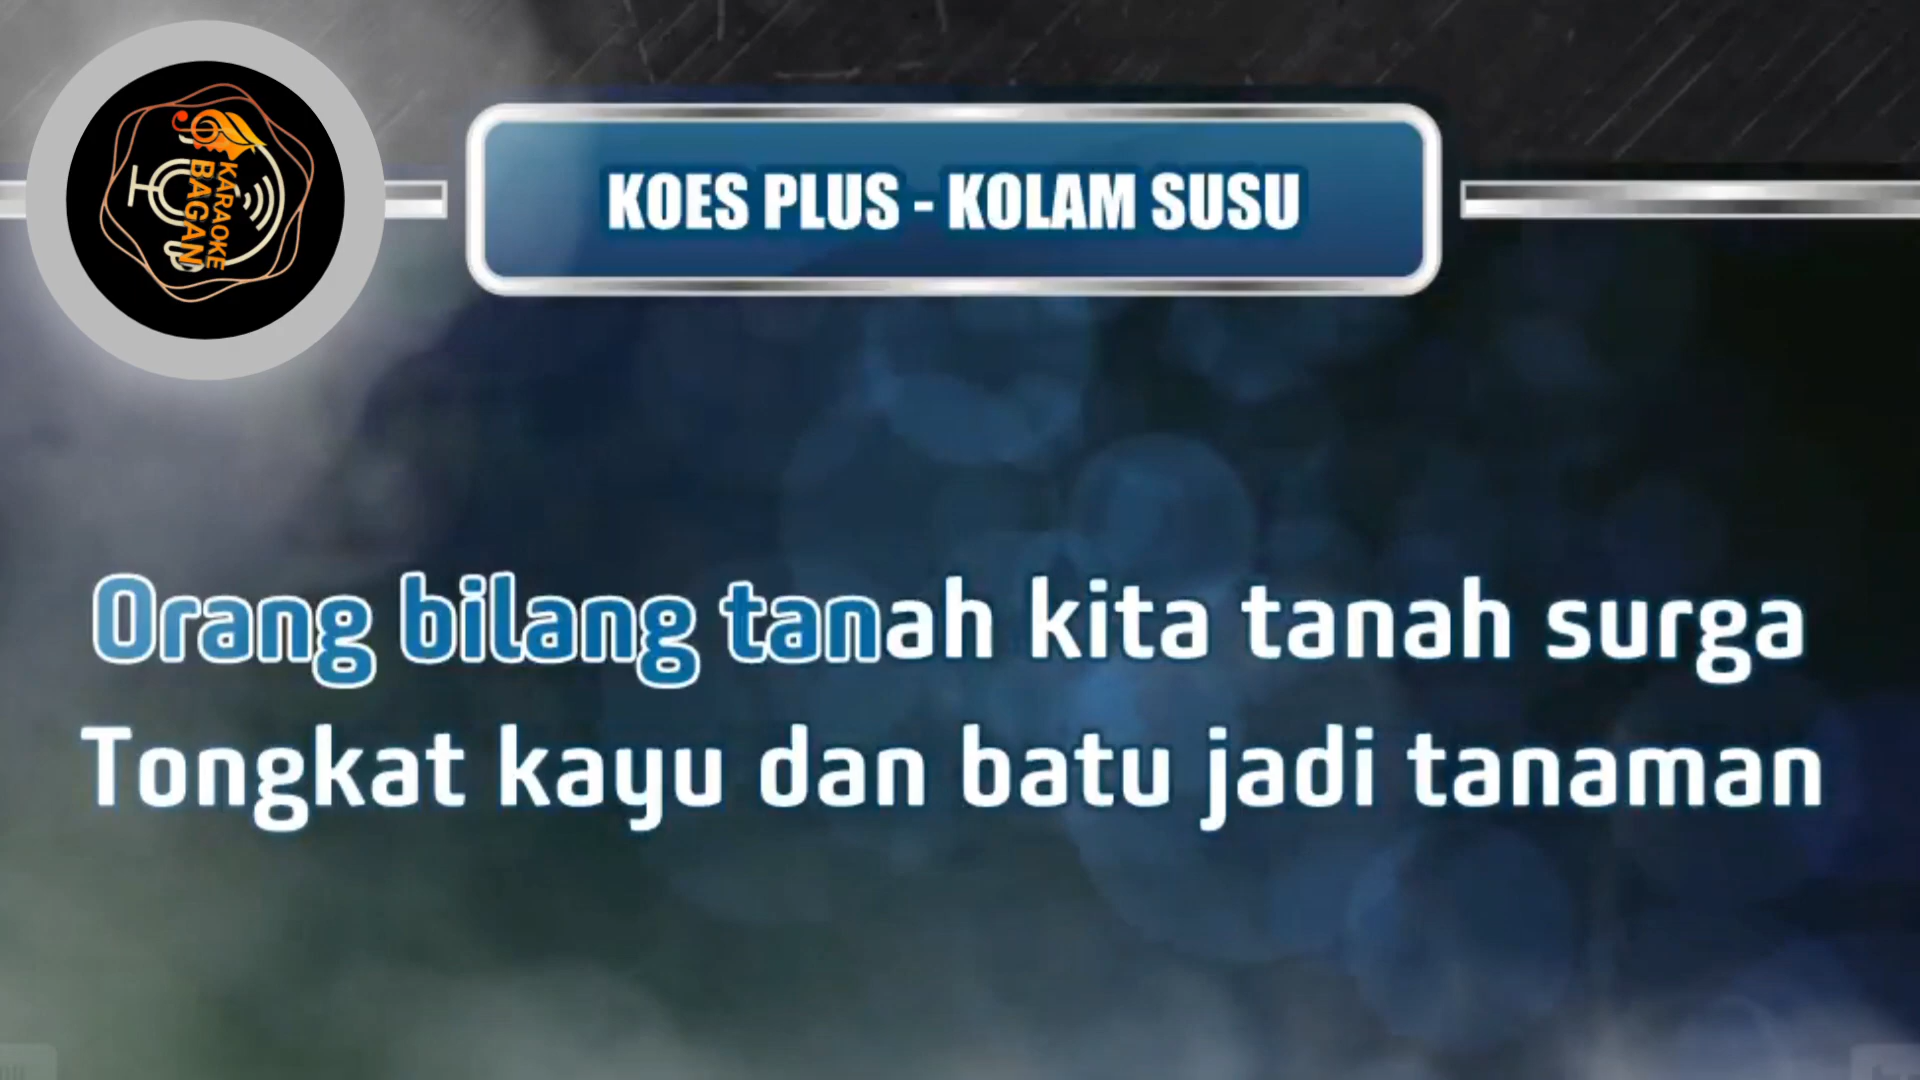 KARAOKE
BAGAN
KOES PLUS - KOLAM SUSU
Orang bilang tanah kita tanah surga
Tongkat kayu dan batu jadi tanaman